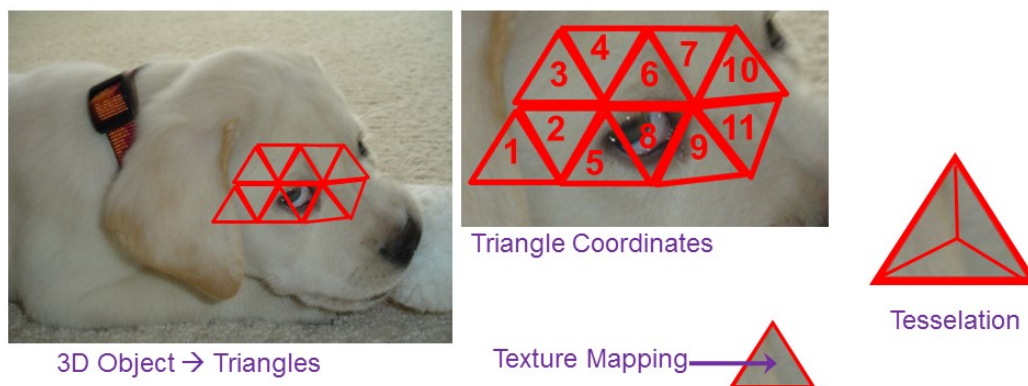 3 4 6 7 10
1 2 5 8 9 11
Triangle Coordinates
3D Object → Triangles
Texture Mapping
Tesselation